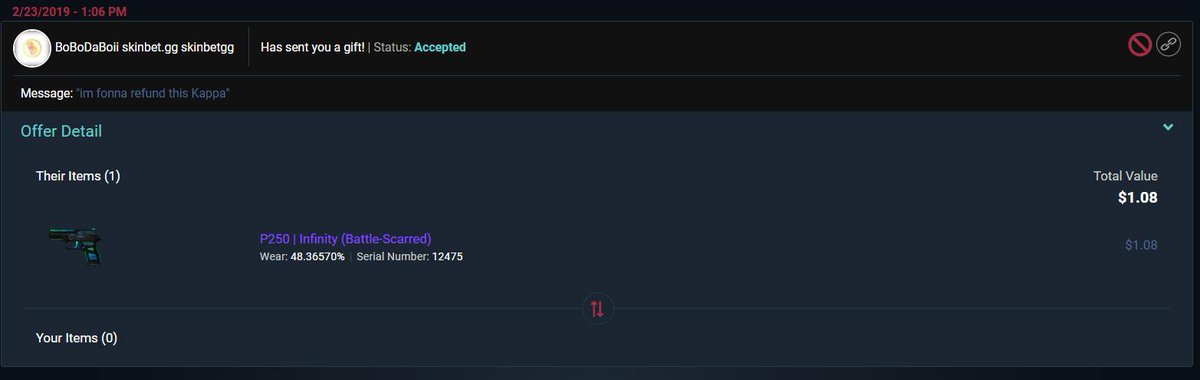 2/23/2019 - 1:06 PM
BoBoDaBoii skinbet.gg skinbetgg Has sent you a gift! | Status: Accepted
Message: "im fonna refund this Kappa"
Offer Detail
Their Items (1) Total Value
$1.08
P250 | Infinity (Battle-Scarred) $1.08
Wear: 48.36570% | Serial Number: 12475
Your Items (0)